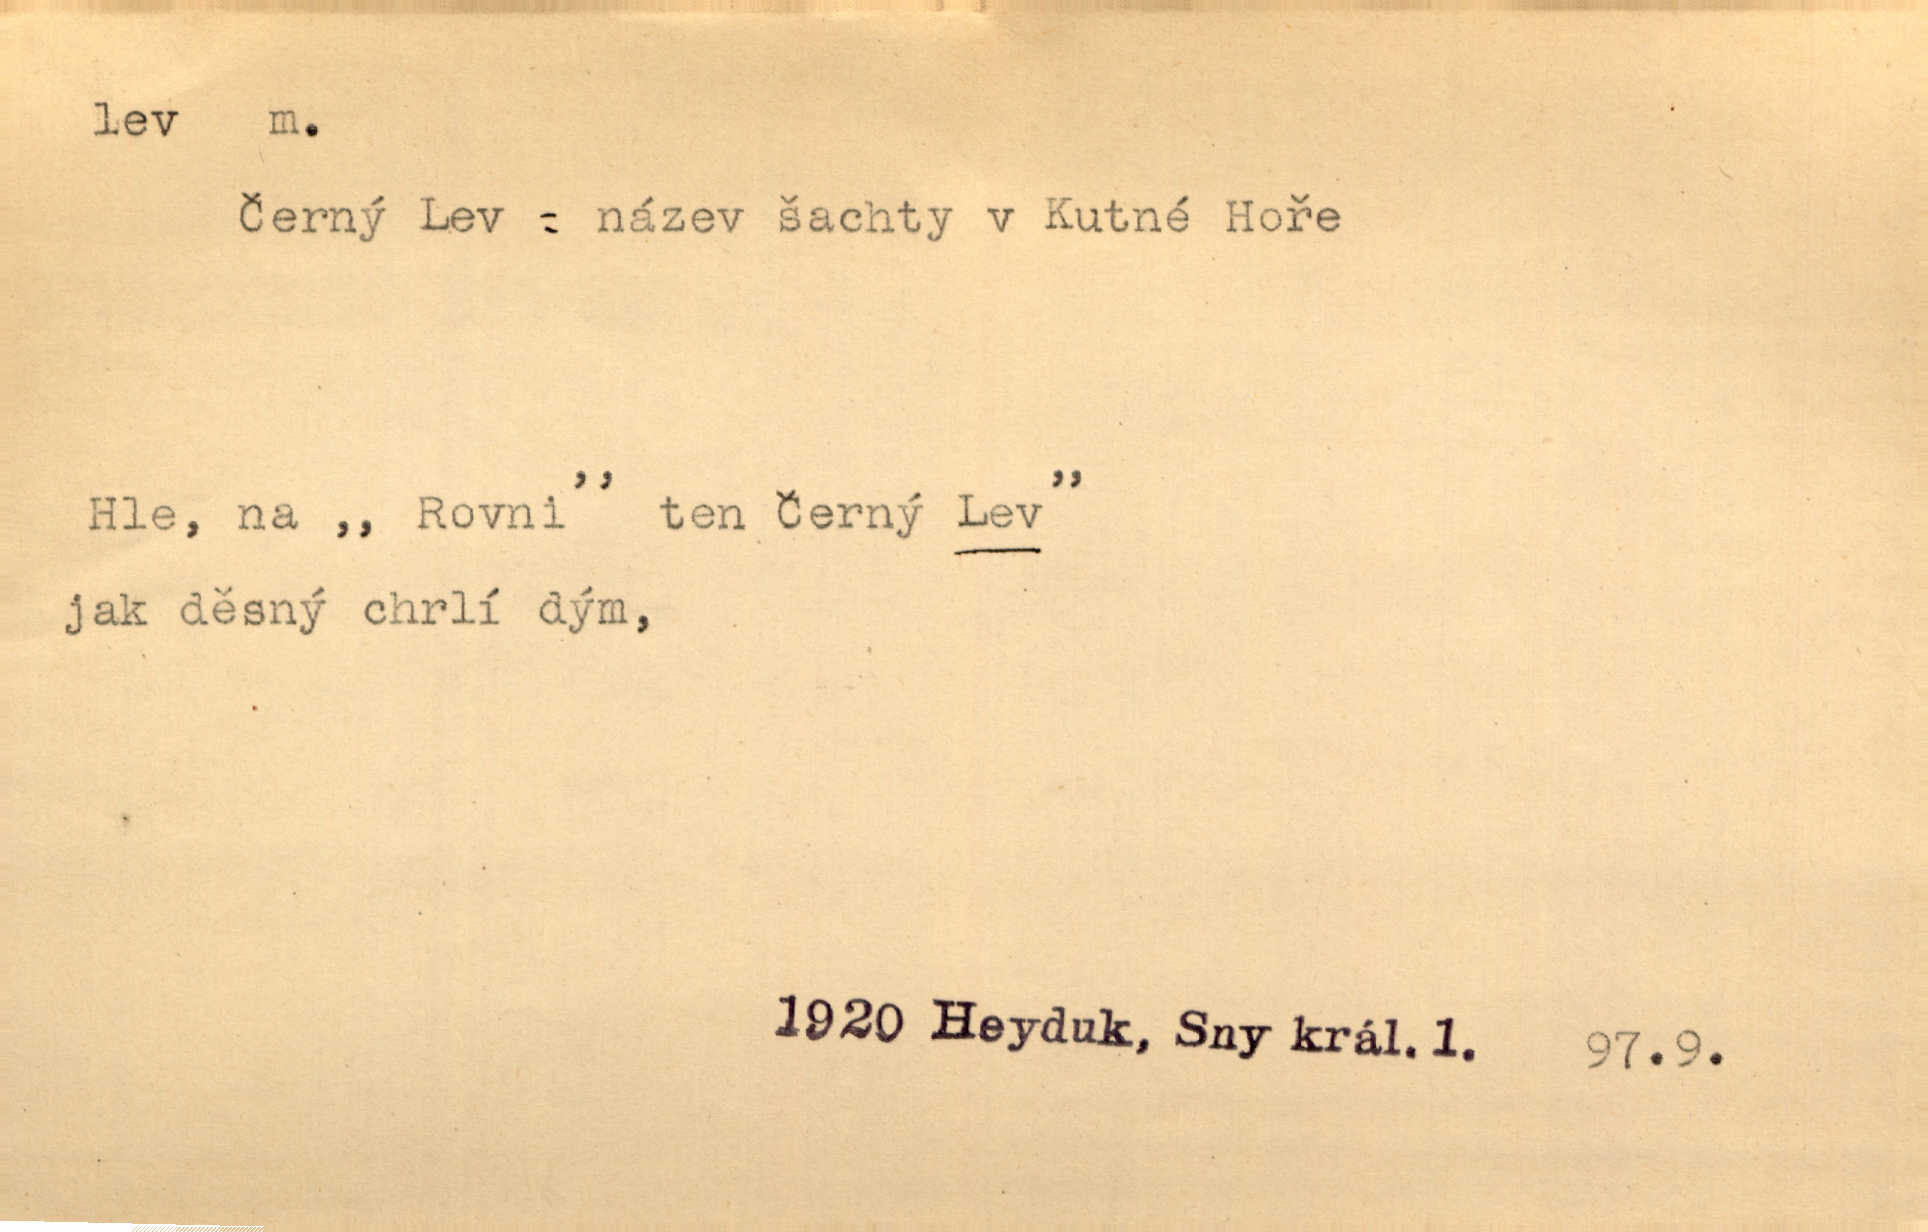 lev m.
Černý Lev = název šachty v Kutné Hoře
Hle, na ,, Rovni’’ ten Černý Lev”
jak děsný chrlí dým,
1920 Heyduk, Sny král. 1. 97.9.